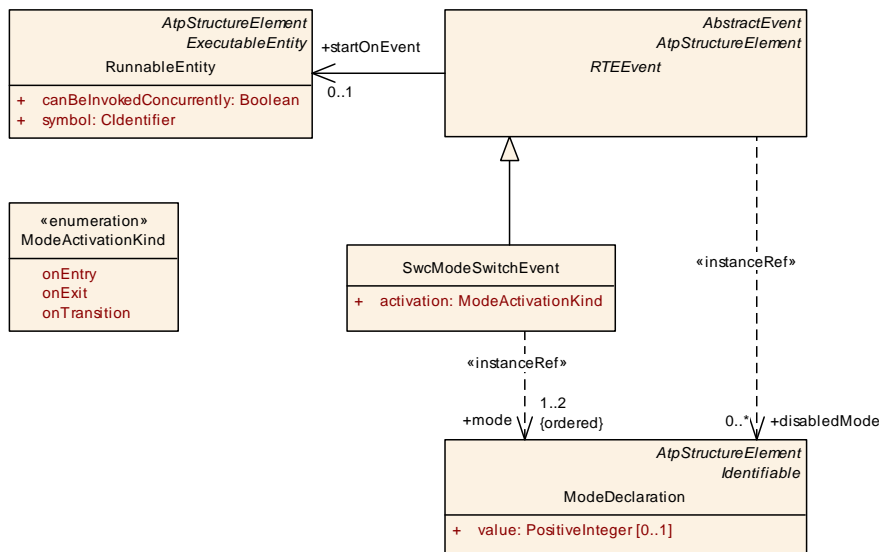 AtpStructureElement
ExecutableEntity
RunnableEntity
+ canBeInvokedConcurrently: Boolean
+ symbol: CIdentifier
+startOnEvent
0..1
AbstractEvent
AtpStructureElement
RTEEvent
«enumeration»
ModeActivationKind
onEntry
onExit
onTransition
SwcModeSwitchEvent
+ activation: ModeActivationKind
«instanceRef»
«instanceRef»
+mode
1..2
{ordered}
0..*
+disabledMode
AtpStructureElement
Identifiable
ModeDeclaration
+ value: PositiveInteger [0..1]